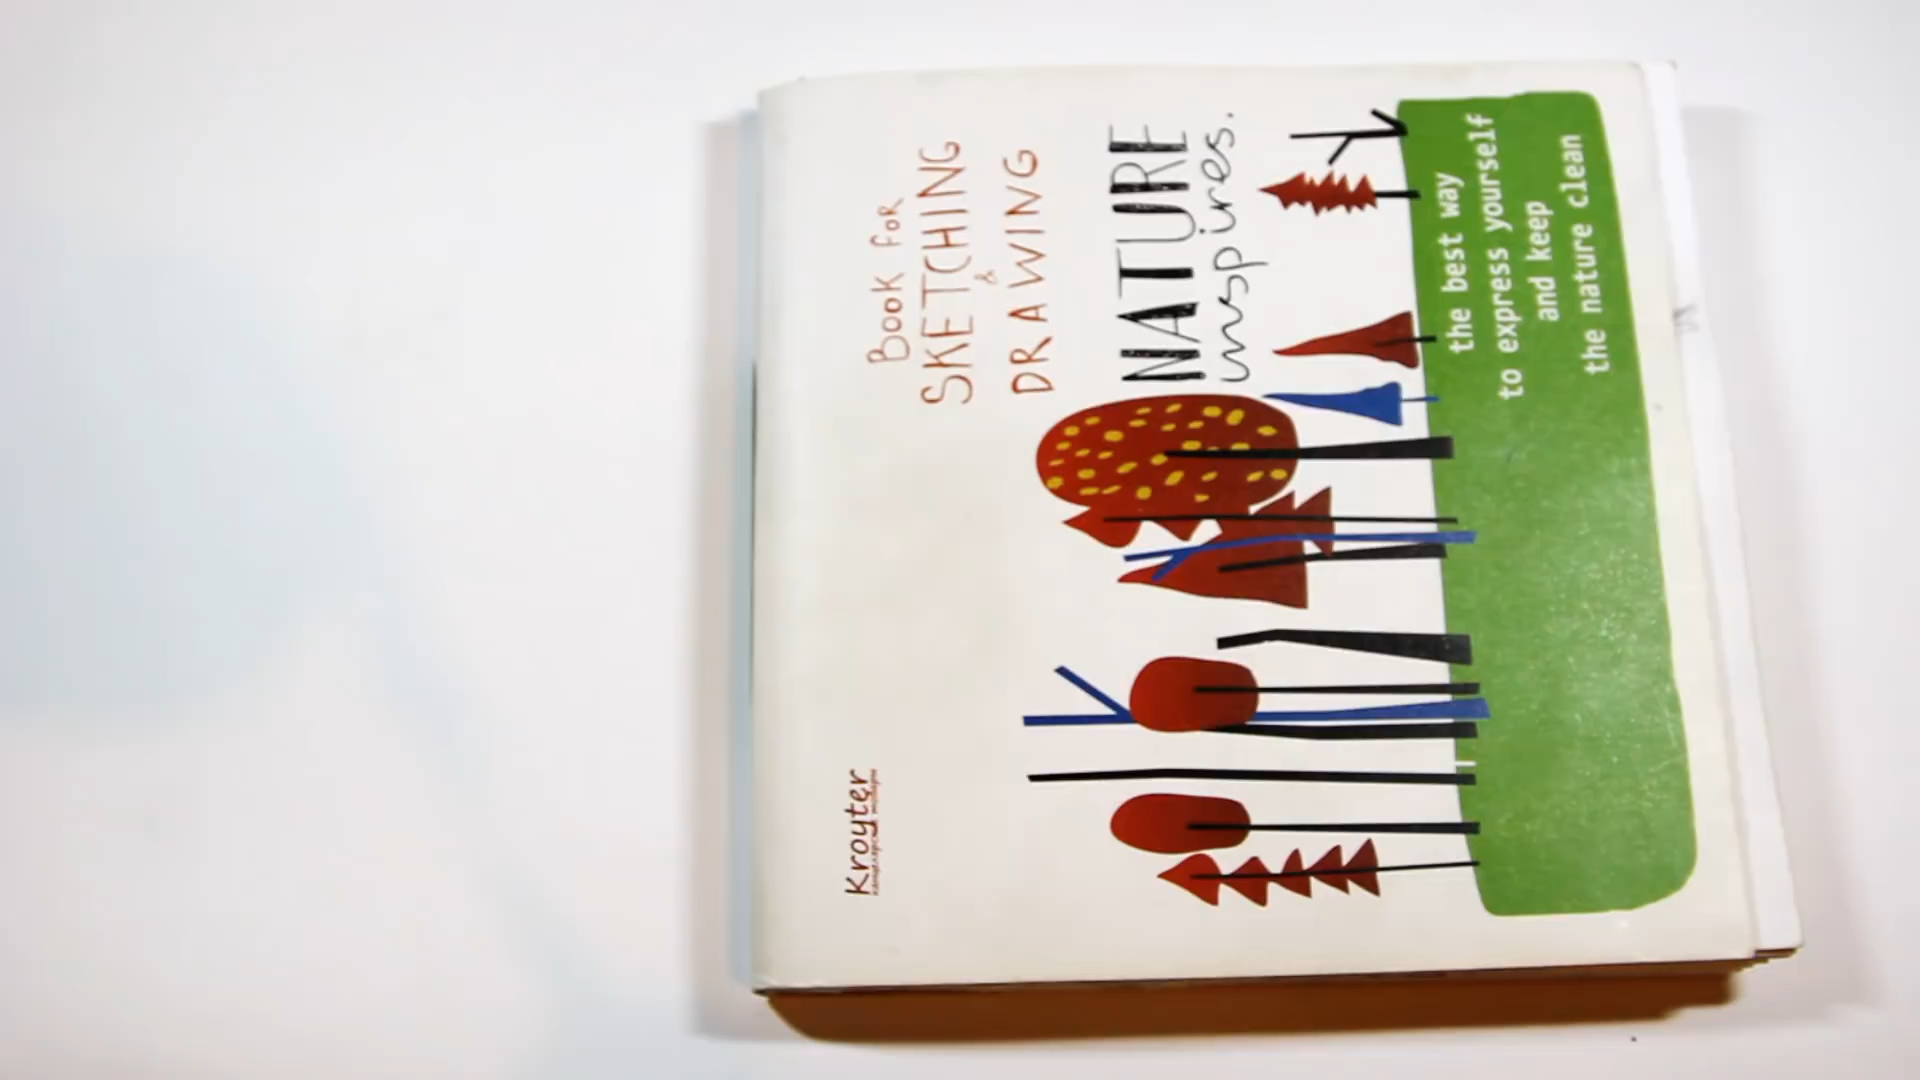 Book for
SKETCHING
&
DRAWING
NATURE
inspires.
the best way
to express yourself
and keep
the nature clean
Kroyter